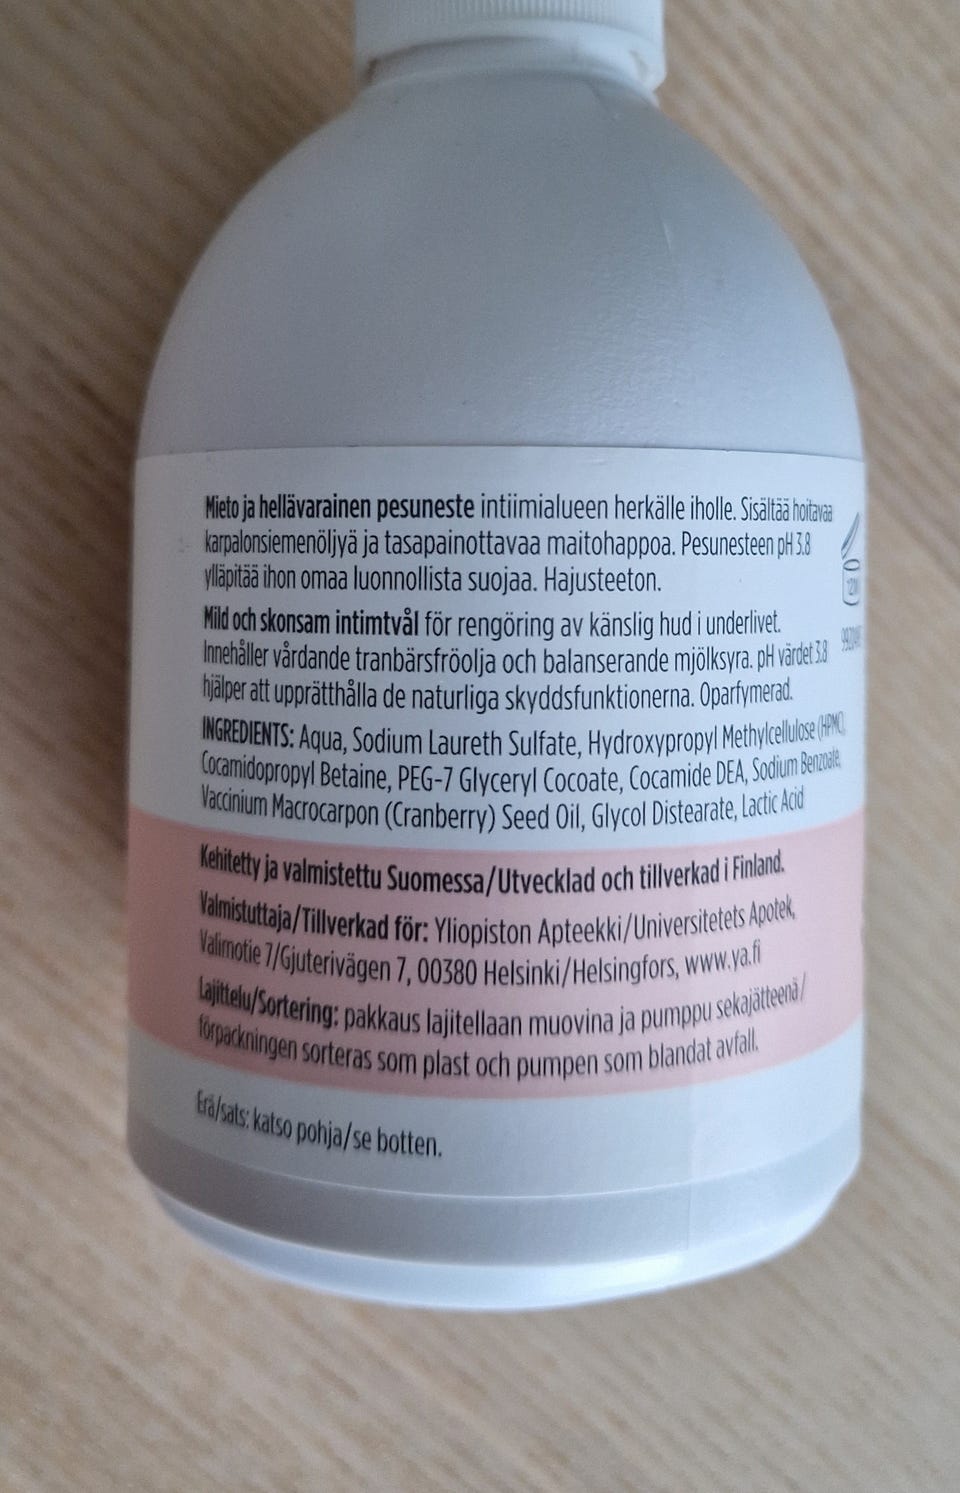 Mieto ja hellävarainen pesuneste intiimialueen herkälle iholle. Sisältää hoitavaa
karpalonsiemenöljyä ja tasapainottavaa maitohappoa. Pesunesteen pH 3.8
ylläpitää ihon omaa luonnollista suojaa. Hajusteeton.
Mild och skonsam intimtvål för rengöring av känslig hud i underlivet.
Innehåller vårdande tranbärsfröolja och balanserande mjölksyra. pH värdet 3.8
hjälper att upprätthålla de naturliga skyddsfunktionerna. Oparfymerad.
INGREDIENTS: Aqua, Sodium Laureth Sulfate, Hydroxypropyl Methylcellulose (HPMC),
Cocamidopropyl Betaine, PEG-7 Glyceryl Cocoate, Cocamide DEA, Sodium Benzoate,
Vaccinium Macrocarpon (Cranberry) Seed Oil, Glycol Distearate, Lactic Acid
12M
Kehitetty ja valmistettu Suomessa/Utvecklad och tillverkad i Finland.
Valmistuttaja/Tillverkad för: Yliopiston Apteekki/Universitetets Apotek,
Valimotie 7/Gjuterivägen 7, 00380 Helsinki/Helsingfors, www.ya.fi
Lajittelu/Sortering: pakkaus lajitellaan muovina ja pumppu sekajätteenä/
förpackningen sorteras som plast och pumpen som blandat avfall.
Erä/sats: katso pohja/se botten.